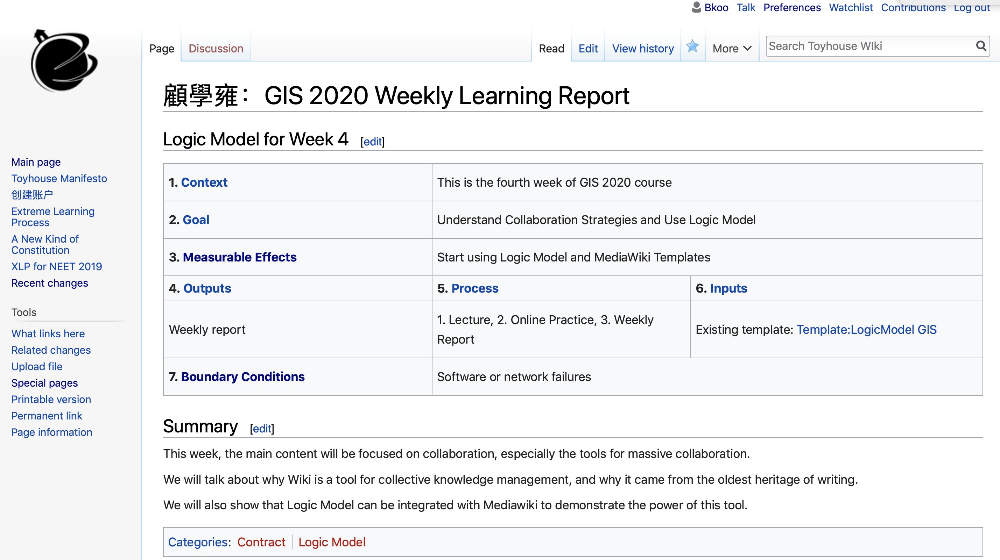 Bkoo Talk Preferences Watchlist Contributions Log out
Page Discussion Read Edit View history More Search Toyhouse WIki
顧學雍：GIS 2020 Weekly Learning Report
Logic Model for Week 4 [edit]
1. Context This is the fourth week of GIS 2020 course
2. Goal Understand Collaboration Strategies and Use Logic Model
3. Measurable Effects Start using Logic Model and MediaWiki Templates
4. Outputs 5. Process 6. Inputs
Weekly report
1. Lecture, 2. Online Practice, 3. Weekly
Report
Existing template: Template:LogicModel GIS
7. Boundary Conditions Software or network failures
Summary [edit]
This week, the main content will be focused on collaboration, especially the tools for massive collaboration.
We will talk about why Wiki is a tool for collective knowledge management, and why it came from the oldest heritage of writing.
We will also show that Logic Model can be integrated with Mediawiki to demonstrate the power of this tool.
Categories: Contract Logic Model
Main page
Toyhouse Manifesto
创建账户
Extreme Learning
Process
A New Kind of
Constitution
XLP for NEET 2019
Recent changes
Tools
What links here
Related changes
Upload file
Special pages
Printable version
Permanent link
Page information